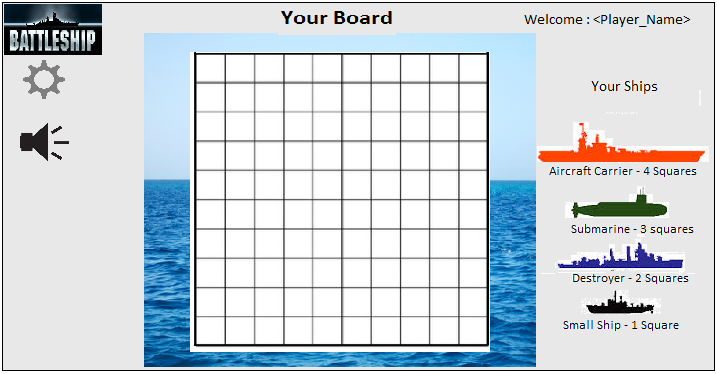 BATTLESHIP
Your Board
Welcome : <Player_Name>
Your Ships
Aircraft Carrier - 4 Squares
Submarine - 3 squares
Destroyer - 2 Squares
Small Ship - 1 Square